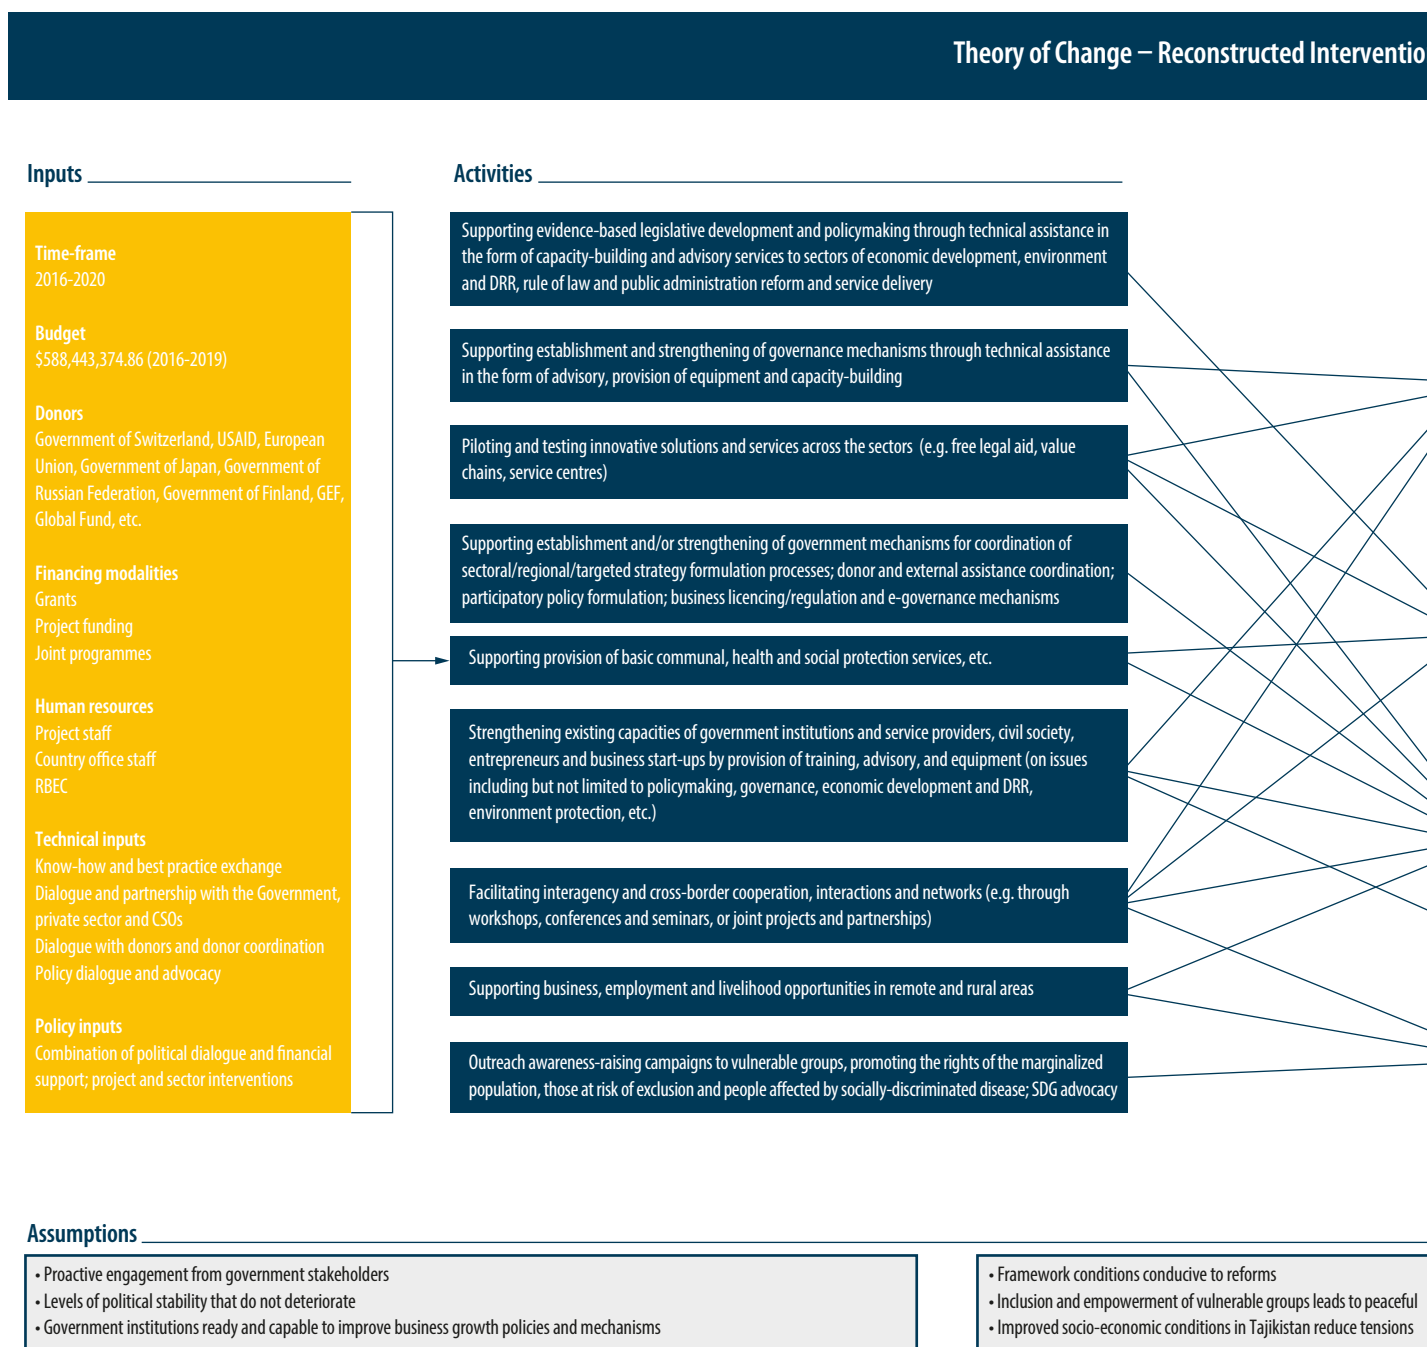 Theory of Change – Reconstructed Interventio
Inputs
Time-frame
2016-2020
Budget
$588,443,374.86 (2016-2019)
Donors
Government of Switzerland, USAID, European
Union, Government of Japan, Government of
Russian Federation, Government of Finland, GEF,
Global Fund, etc.
Financing modalities
Grants
Project funding
Joint programmes
Human resources
Project staff
Country office staff
RBEC
Technical inputs
Know-how and best practice exchange
Dialogue and partnership with the Government,
private sector and CSOs
Dialogue with donors and donor coordination
Policy dialogue and advocacy
Policy inputs
Combination of political dialogue and financial
support; project and sector interventions
Activities
Supporting evidence-based legislative development and policymaking through technical assistance in
the form of capacity-building and advisory services to sectors of economic development, environment
and DRR, rule of law and public administration reform and service delivery
Supporting establishment and strengthening of governance mechanisms through technical assistance
in the form of advisory, provision of equipment and capacity-building
Piloting and testing innovative solutions and services across the sectors (e.g. free legal aid, value
chains, service centres)
Supporting establishment and/or strengthening of government mechanisms for coordination of
sectoral/regional/targeted strategy formulation processes; donor and external assistance coordination;
participatory policy formulation; business licencing/regulation and e-governance mechanisms
Supporting provision of basic communal, health and social protection services, etc.
Strengthening existing capacities of government institutions and service providers, civil society,
entrepreneurs and business start-ups by provision of training, advisory, and equipment (on issues
including but not limited to policymaking, governance, economic development and DRR,
environment protection, etc.)
Facilitating interagency and cross-border cooperation, interactions and networks (e.g. through
workshops, conferences and seminars, or joint projects and partnerships)
Supporting business, employment and livelihood opportunities in remote and rural areas
Outreach awareness-raising campaigns to vulnerable groups, promoting the rights of the marginalized
population, those at risk of exclusion and people affected by socially-discriminated disease; SDG advocacy
Assumptions
• Proactive engagement from government stakeholders
• Levels of political stability that do not deteriorate
• Government institutions ready and capable to improve business growth policies and mechanisms
• Framework conditions conducive to reforms
• Inclusion and empowerment of vulnerable groups leads to peaceful
• Improved socio-economic conditions in Tajikistan reduce tensions